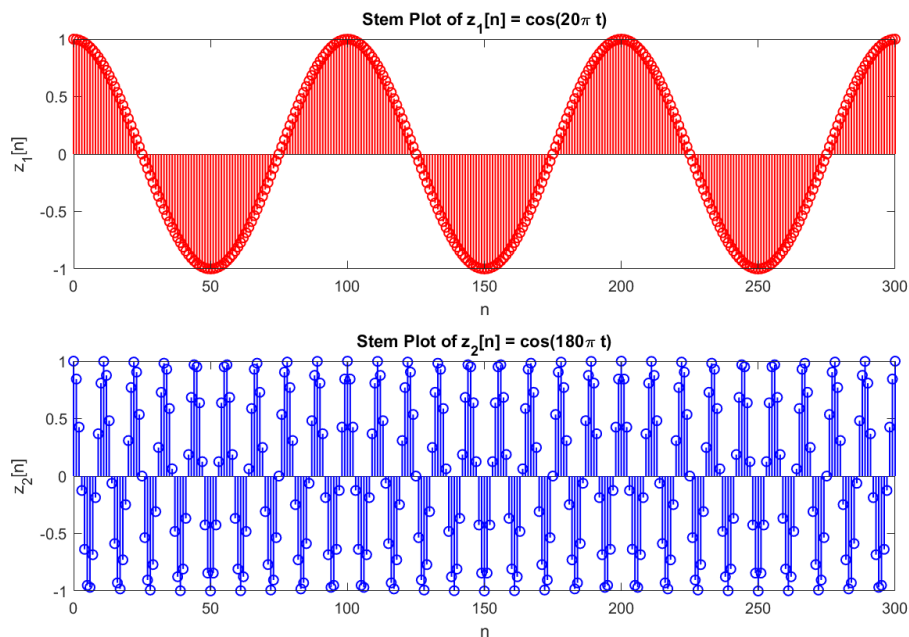 Stem Plot of z₁[n] = cos(20π t)
1
0.5
0
-0.5
-1
z₁[n]
0 50 100 150 200 250 300
n
Stem Plot of z₂[n] = cos(180π t)
1
0.5
0
-0.5
-1
z₂[n]
0 50 100 150 200 250 300
n